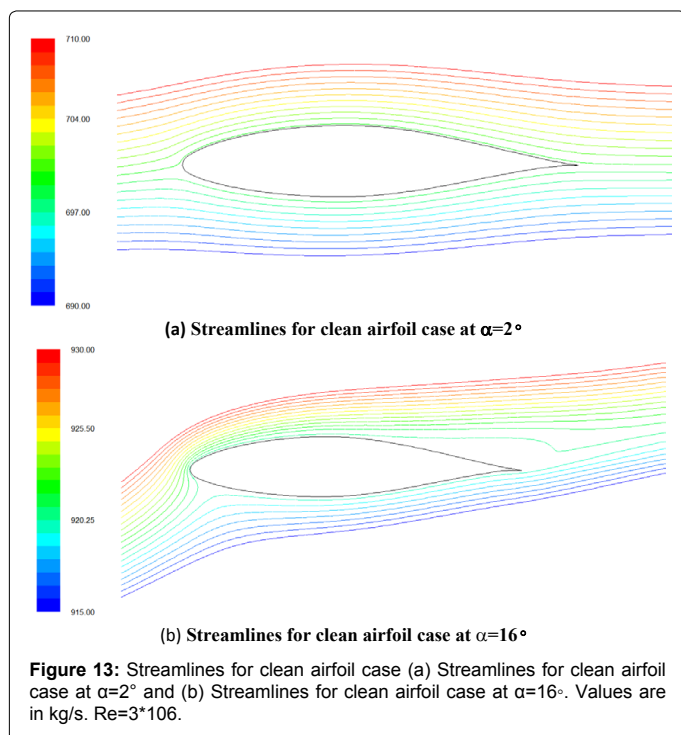 710.00
704.00
697.00
690.00
(a) Streamlines for clean airfoil case at α=2°
930.00
925.50
920.25
915.00
(b) Streamlines for clean airfoil case at α=16°
Figure 13: Streamlines for clean airfoil case (a) Streamlines for clean airfoil
case at α=2° and (b) Streamlines for clean airfoil case at α=16◦. Values are
in kg/s. Re=3*106.